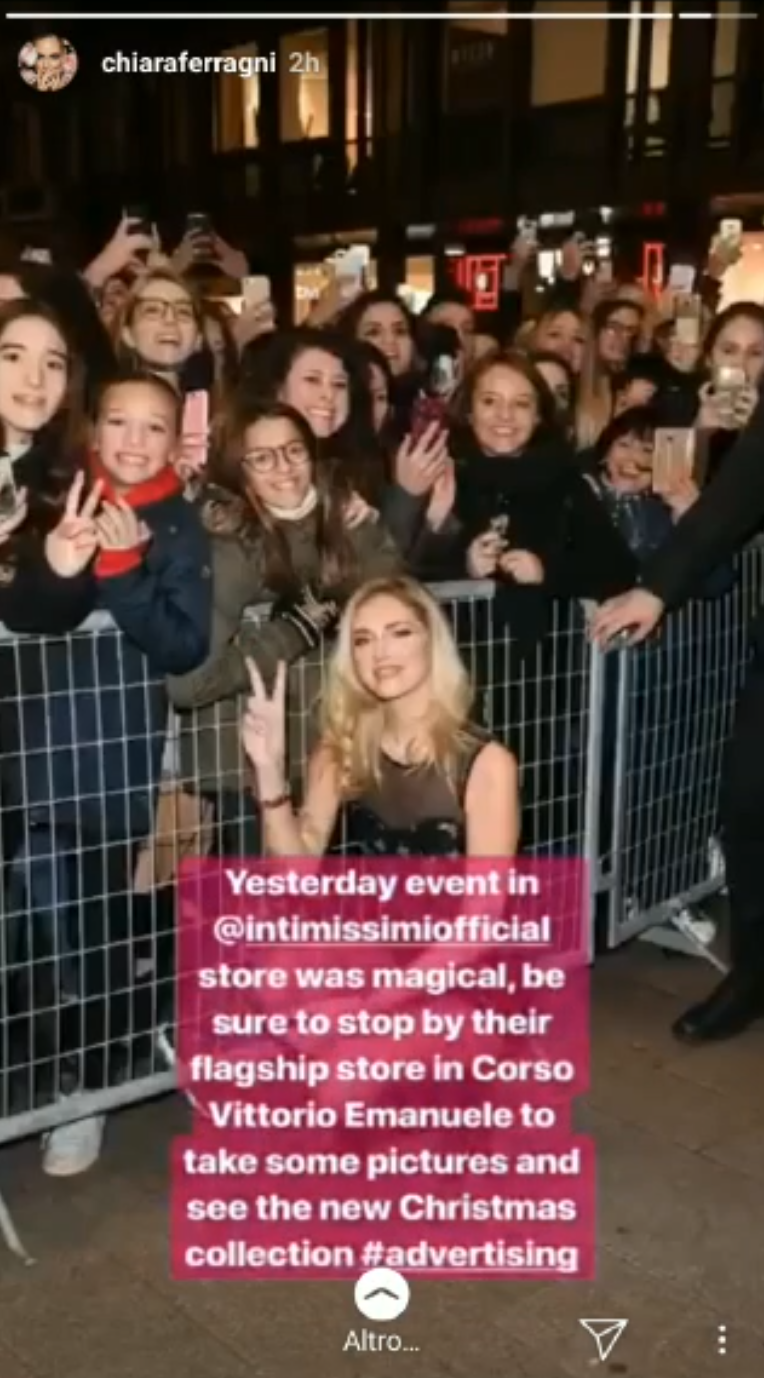 chiaraferragni 2h
Yesterday event in
@intimissimiofficial
store was magical, be
sure to stop by their
flagship store in Corso
Vittorio Emanuele to
take some pictures and
see the new Christmas
collection #advertising
Altro...